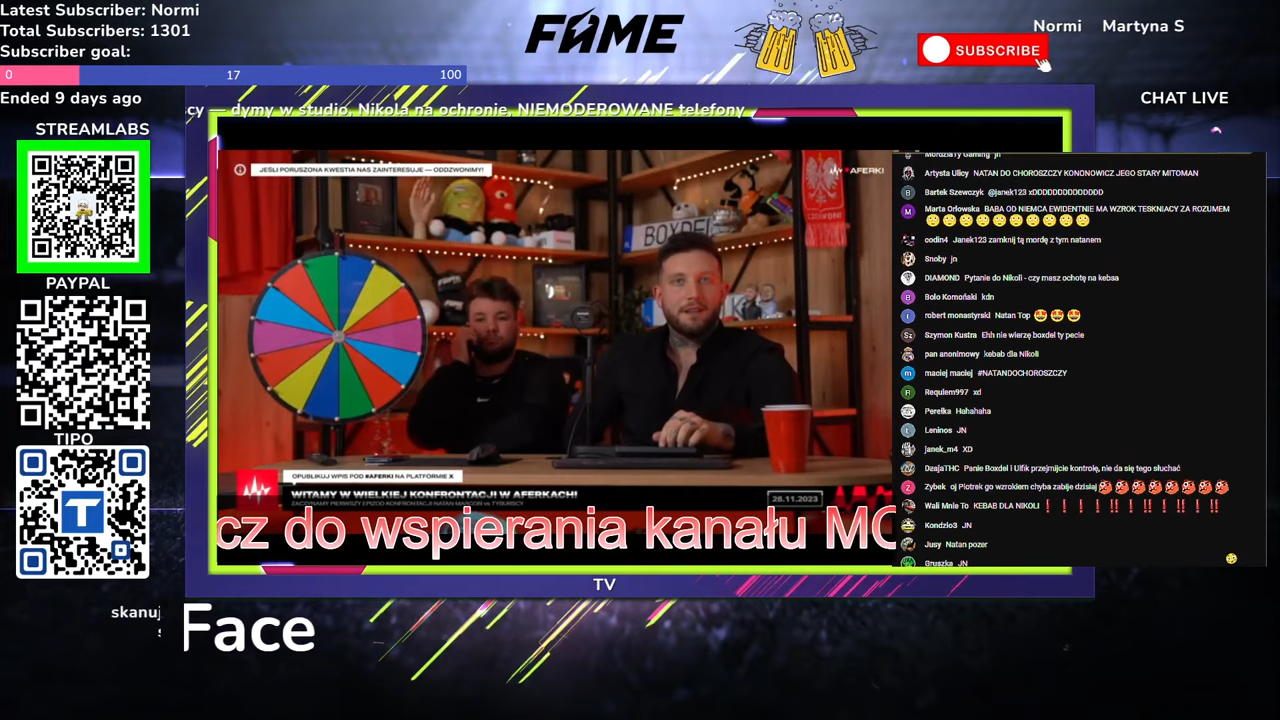 Latest Subscriber: Normi
Total Subscribers: 1301
Subscriber goal:
0 17 100
Ended 9 days ago
STREAMLABS
PAYPAL
TIPO
T
skanuj
FAME
Normi Martyna S
SUBSCRIBE
CHAT LIVE
cy — dymy w studio, Nikola na ochronie, NIEMODEROWANE telefony
JEŚLI PORUSZONA KWESTIA NAS ZAINTERESUJE — ODDZWONIMY!
AFERKI
BOXDEL
OPUBLIKUJ WPIS POD #AFERKI NA PLATFORMIE X
WITAMY W WIELKIEJ KONFRONTACJI W AFERKACH!
26.11.2023
cz do wspierania kanału MO
TV
Face
MordziaTy Gaming jn
Artysta Ulicy NATAN DO CHOROSZCZY KONONOWICZ JEGO STARY MITOMAN
Bartek Szewczyk @janek123 xDDDDDDDDDDDDDD
Marta Orłowska BABA OD NIEMCA EWIDENTNIE MA WZROK TESKNIACY ZA ROZUMEM
🙄🙄🙄🙄🙄🙄🙄🙄🙄🙄
codin4 Janek123 zamknij tą mordę z tym natanem
Snoby jn
DIAMOND Pytanie do Nikoli - czy masz ochotę na kebaa
Bolo Komoński kdn
robert monastyrski Natan Top 🤩🤩🤩
Szymon Kustra Ehh nie wierzę boxdel ty pecie
pan anonimowy kebab dla Nikoli
maciej maciej #NATANDOCHOROSZCZY
Requiem997 xd
Perełka Hahahaha
Leninos JN
janek_m4 XD
DzajaTHC Panie Boxdel i Ulfik przejmijcie kontrolę, nie da się tego słuchać
Zybek oj Piotrek go wzrokiem chyba zabije dzisiaj
Wali Mnie To KEBAB DLA NIKOLI ❗❗❗❗‼❗‼❗‼❗‼
Kondzio3 JN
Jusy Natan pozer
Gruszka JN